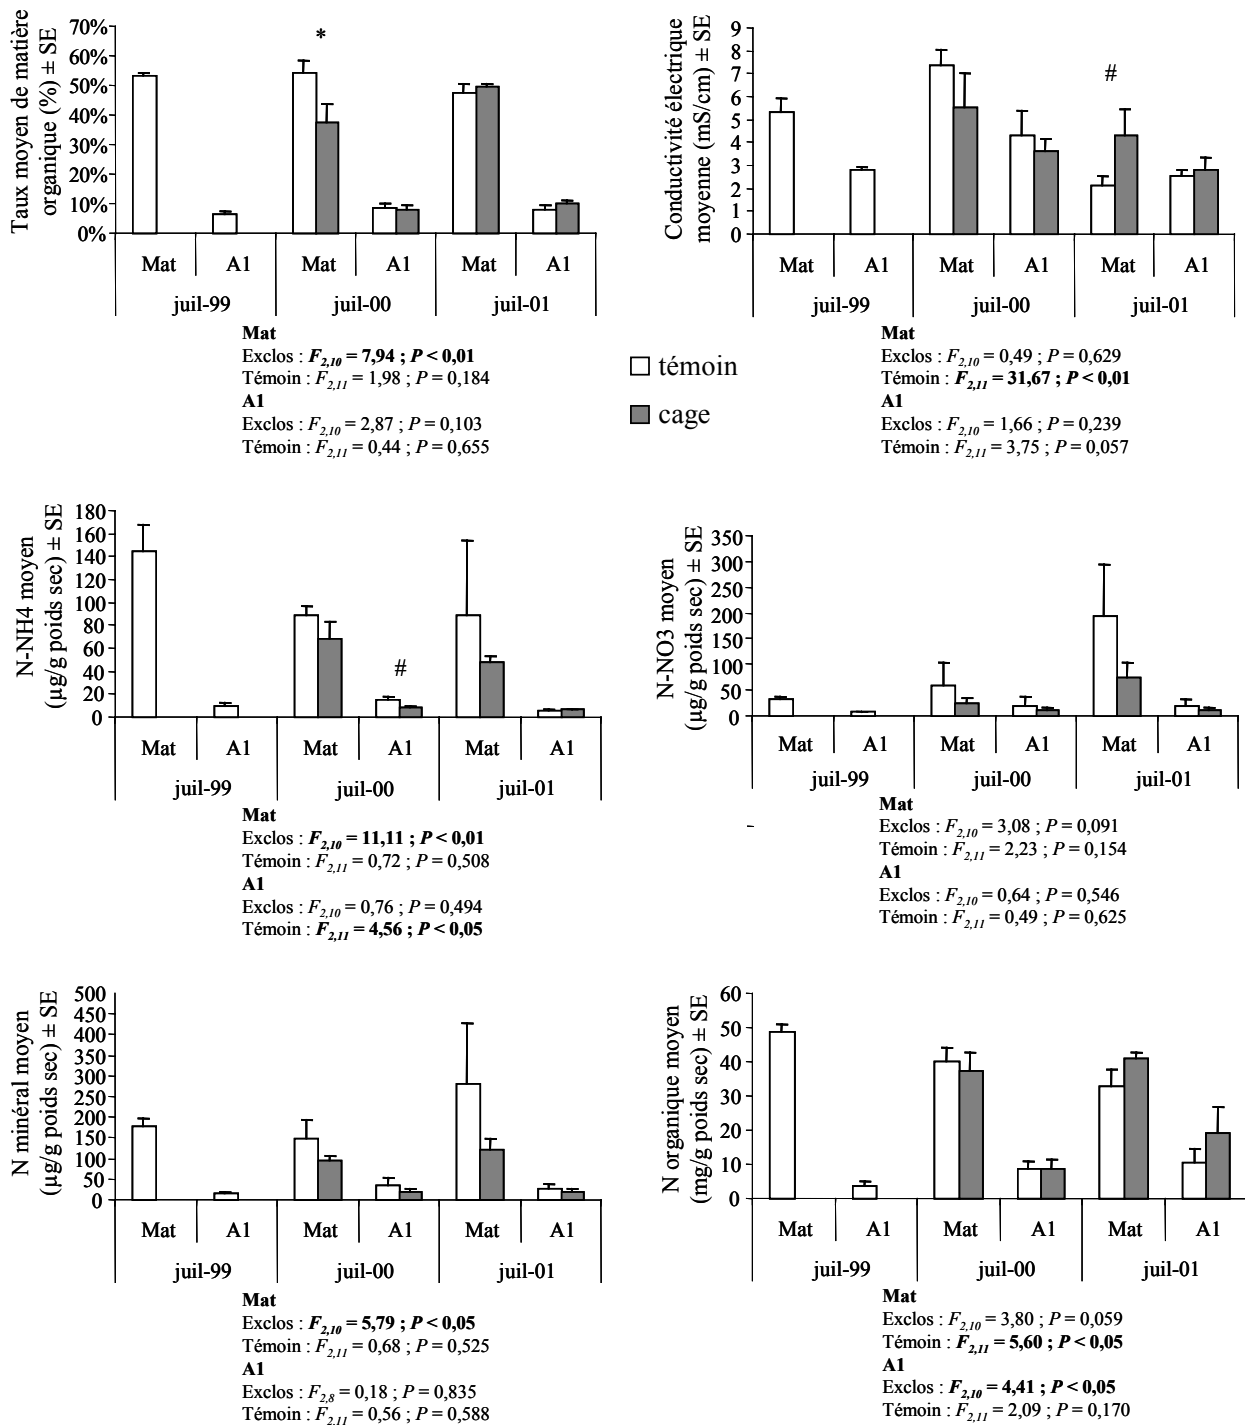 Taux moyen de matière
organique (%) ± SE
70%
60%
50%
40%
30%
20%
10%
0%
*
Mat A1 Mat A1 Mat A1
juil-99 juil-00 juil-01
Mat
Exclos : F2,10 = 7,94 ; P < 0,01
Témoin : F2,11 = 1,98 ; P = 0,184
A1
Exclos : F2,10 = 2,87 ; P = 0,103
Témoin : F2,11 = 0,44 ; P = 0,655
témoin
cage
Conductivité électrique
moyenne (mS/cm) ± SE
9
8
7
6
5
4
3
2
1
0
#
Mat A1 Mat A1 Mat A1
juil-99 juil-00 juil-01
Mat
Exclos : F2,10 = 0,49 ; P = 0,629
Témoin : F2,11 = 31,67 ; P < 0,01
A1
Exclos : F2,10 = 1,66 ; P = 0,239
Témoin : F2,11 = 3,75 ; P = 0,057
N-NH4 moyen
(µg/g poids sec) ± SE
180
160
140
120
100
80
60
40
20
0
#
Mat A1 Mat A1 Mat A1
juil-99 juil-00 juil-01
Mat
Exclos : F2,10 = 11,11 ; P < 0,01
Témoin : F2,11 = 0,72 ; P = 0,508
A1
Exclos : F2,10 = 0,76 ; P = 0,494
Témoin : F2,11 = 4,56 ; P < 0,05
N-NO3 moyen
(µg/g poids sec) ± SE
350
300
250
200
150
100
50
0
Mat A1 Mat A1 Mat A1
juil-99 juil-00 juil-01
Mat
Exclos : F2,10 = 3,08 ; P = 0,091
Témoin : F2,11 = 2,23 ; P = 0,154
A1
Exclos : F2,10 = 0,64 ; P = 0,546
Témoin : F2,11 = 0,49 ; P = 0,625
N minéral moyen
(µg/g poids sec) ± SE
500
450
400
350
300
250
200
150
100
50
0
Mat A1 Mat A1 Mat A1
juil-99 juil-00 juil-01
Mat
Exclos : F2,10 = 5,79 ; P < 0,05
Témoin : F2,11 = 0,68 ; P = 0,525
A1
Exclos : F2,8 = 0,18 ; P = 0,835
Témoin : F2,11 = 0,56 ; P = 0,588
N organique moyen
(mg/g poids sec) ± SE
60
50
40
30
20
10
0
Mat A1 Mat A1 Mat A1
juil-99 juil-00 juil-01
Mat
Exclos : F2,10 = 3,80 ; P = 0,059
Témoin : F2,11 = 5,60 ; P < 0,05
A1
Exclos : F2,10 = 4,41 ; P < 0,05
Témoin : F2,11 = 2,09 ; P = 0,170